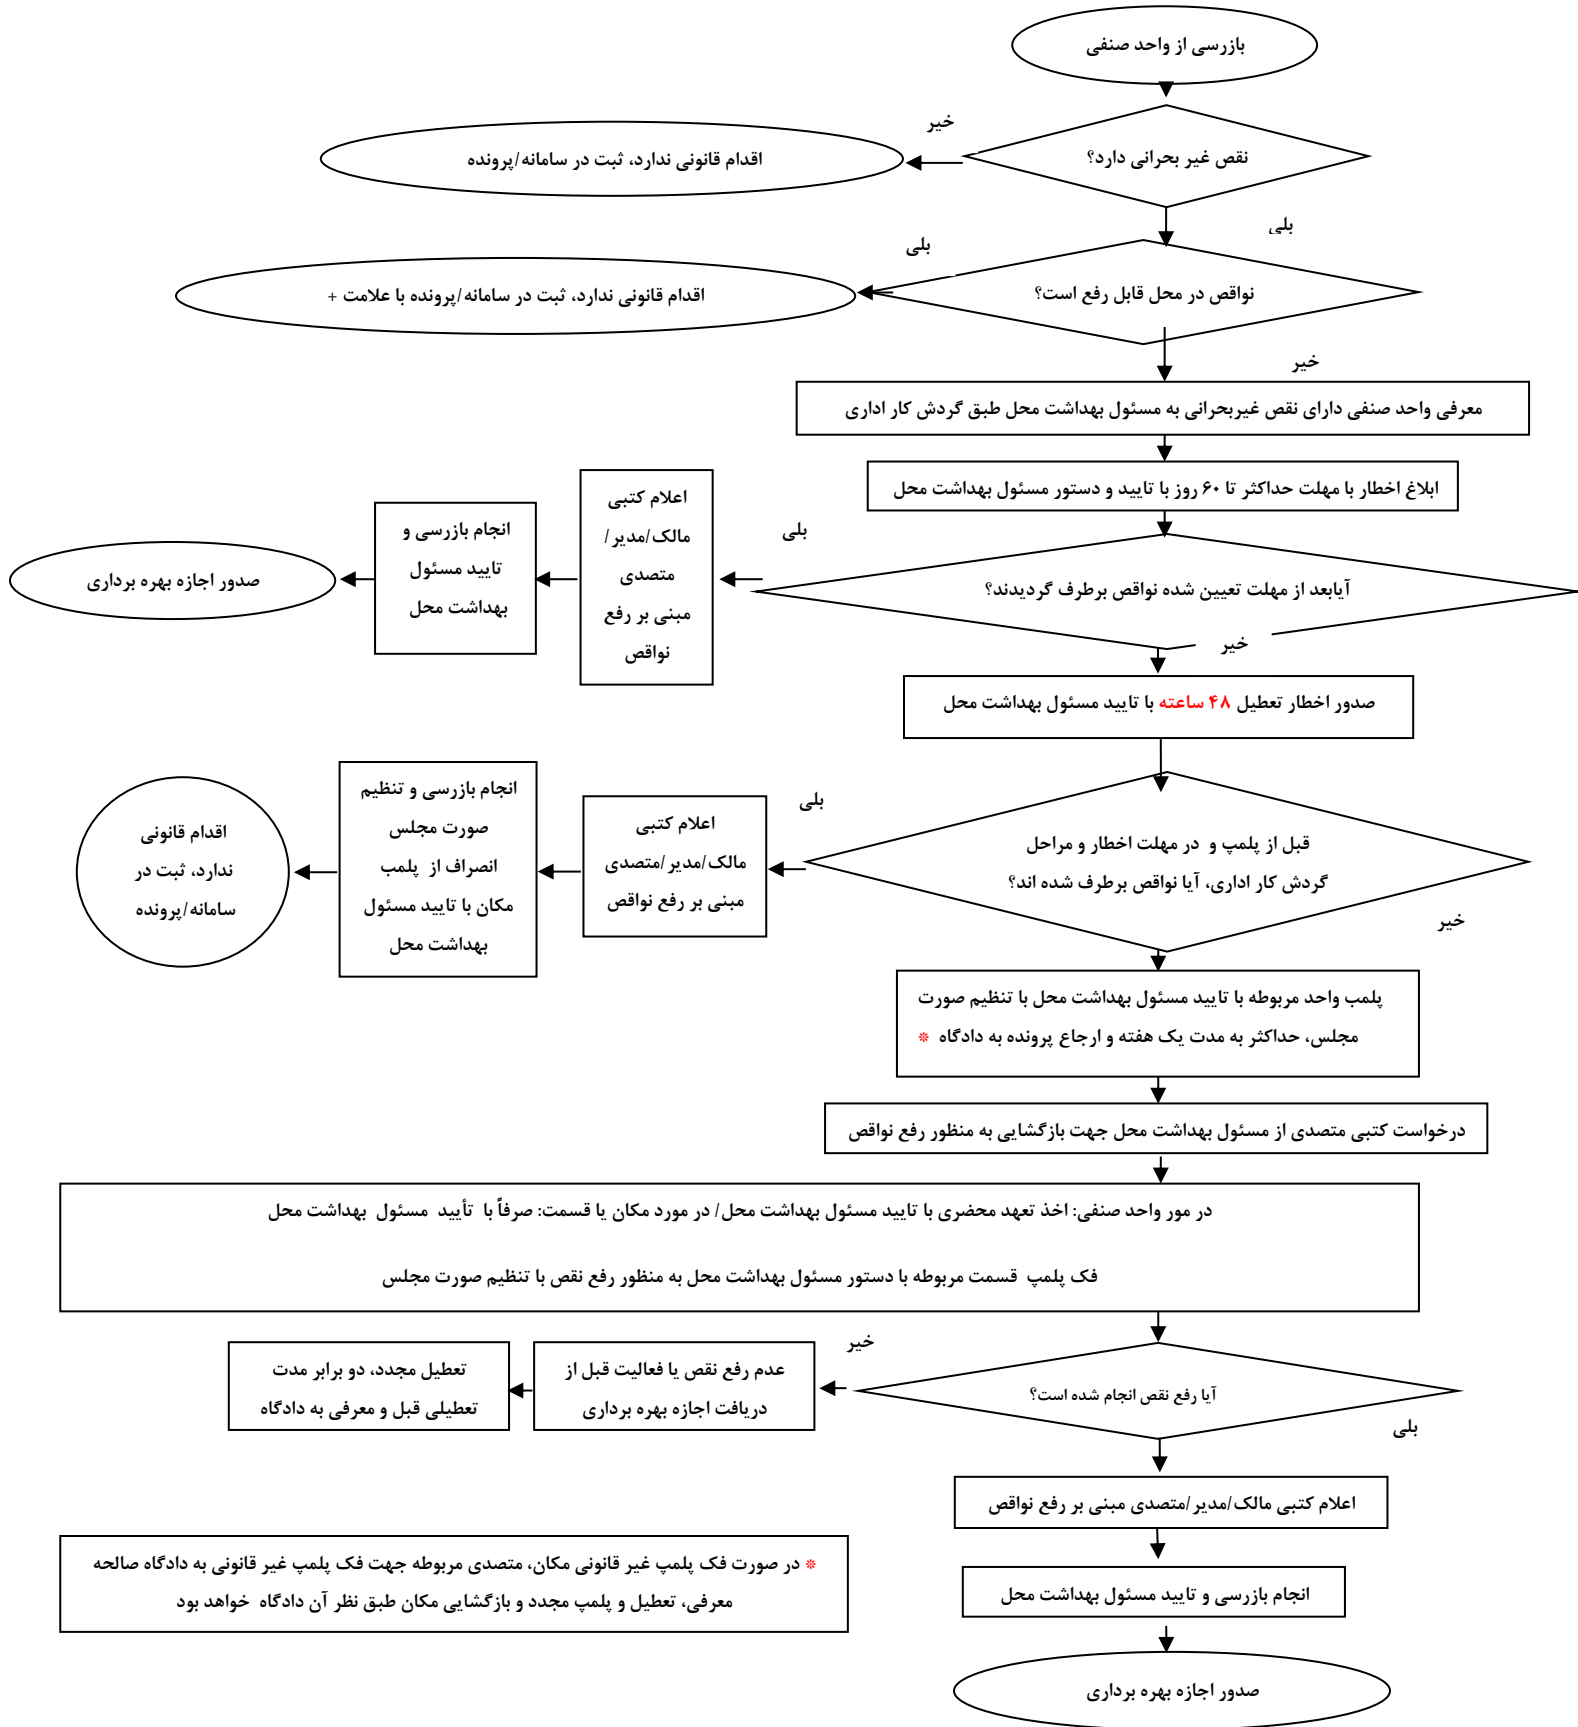 بازرسی از واحد صنفی
نقص غیر بحرانی دارد؟
خیر
اقدام قانونی ندارد، ثبت در سامانه/پرونده
بلی
نواقص در محل قابل رفع است؟
بلی
اقدام قانونی ندارد، ثبت در سامانه/پرونده با علامت +
خیر
معرفی واحد صنفی دارای نقص غیربحرانی به مسئول بهداشت محل طبق گردش کار اداری
ابلاغ اخطار با مهلت حداکثر تا ۶۰ روز با تایید و دستور مسئول بهداشت محل
آیابعد از مهلت تعیین شده نواقص برطرف گردیدند؟
بلی
اعلام کتبی
مالک/مدیر/
متصدی
مبنی بر رفع
نواقص
انجام بازرسی و
تایید مسئول
بهداشت محل
صدور اجازه بهره برداری
خیر
صدور اخطار تعطیل ۴۸ ساعته با تایید مسئول بهداشت محل
قبل از پلمپ و در مهلت اخطار و مراحل
گردش کار اداری، آیا نواقص برطرف شده اند؟
بلی
اعلام کتبی
مالک/مدیر/متصدی
مبنی بر رفع نواقص
انجام بازرسی و تنظیم
صورت مجلس
انصراف از پلمب
مکان با تایید مسئول
بهداشت محل
اقدام قانونی
ندارد، ثبت در
سامانه/پرونده
خیر
پلمب واحد مربوطه با تایید مسئول بهداشت محل با تنظیم صورت
مجلس، حداکثر به مدت یک هفته و ارجاع پرونده به دادگاه *
درخواست کتبی متصدی از مسئول بهداشت محل جهت بازگشایی به منظور رفع نواقص
در مور واحد صنفی: اخذ تعهد محضری با تایید مسئول بهداشت محل/ در مورد مکان یا قسمت: صرفاً با تأیید مسئول بهداشت محل
فک پلمپ قسمت مربوطه با دستور مسئول بهداشت محل به منظور رفع نقص با تنظیم صورت مجلس
آیا رفع نقص انجام شده است؟
خیر
عدم رفع نقص یا فعالیت قبل از
دریافت اجازه بهره برداری
تعطیل مجدد، دو برابر مدت
تعطیلی قبل و معرفی به دادگاه
بلی
اعلام کتبی مالک/مدیر/متصدی مبنی بر رفع نواقص
انجام بازرسی و تایید مسئول بهداشت محل
صدور اجازه بهره برداری
* در صورت فک پلمپ غیر قانونی مکان، متصدی مربوطه جهت فک پلمپ غیر قانونی به دادگاه صالحه
معرفی، تعطیل و پلمپ مجدد و بازگشایی مکان طبق نظر آن دادگاه خواهد بود